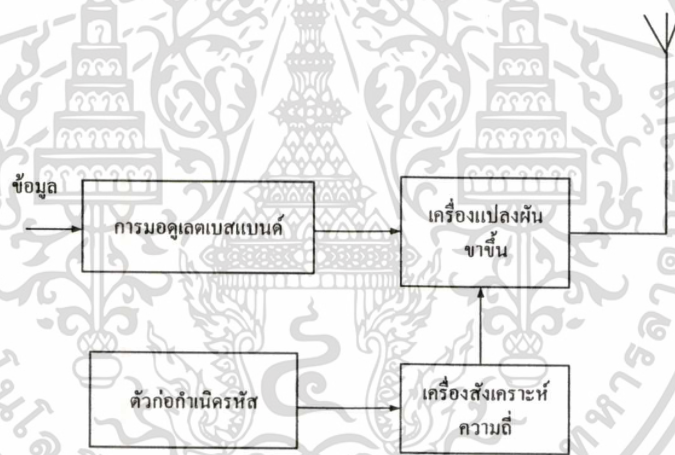 ข้อมูล
การมอดูเลตเบสแบนด์
เครื่องแปลงผัน
ขาขึ้น
ตัวก่อกำเนิดรหัส
เครื่องสังเคราะห์
ความถี่